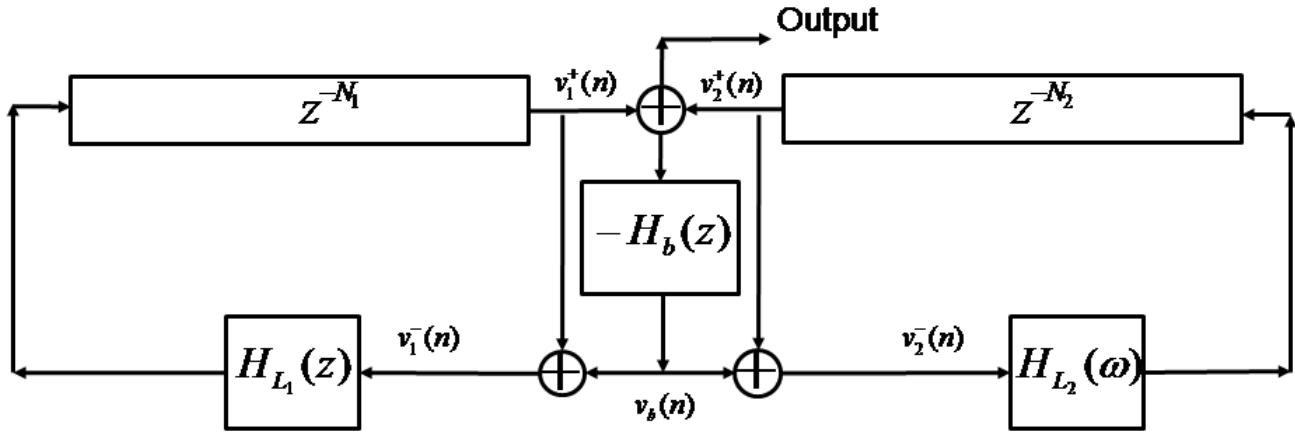 Output
z^{-N_1}
v_1^+(n)
v_2^+(n)
z^{-N_2}
-H_b(z)
H_{L_1}(z)
v_1^-(n)
v_b(n)
v_2^-(n)
H_{L_2}(ω)